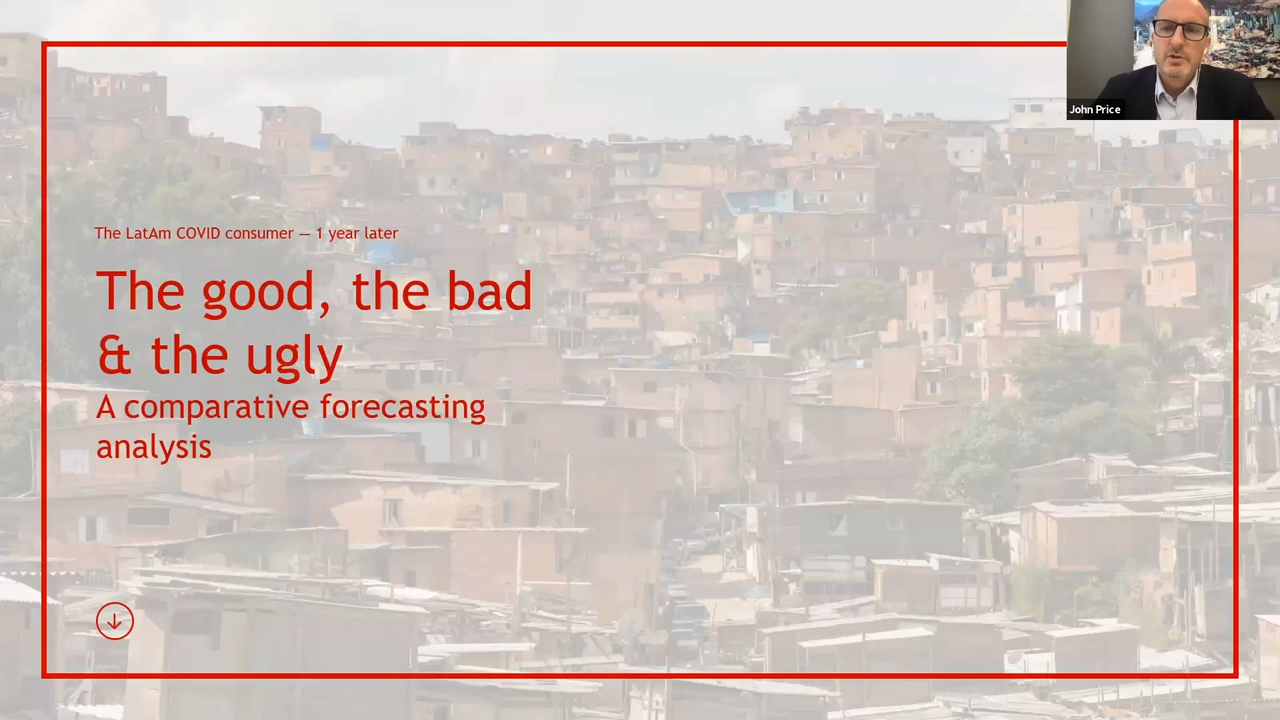 John Price
The LatAm COVID consumer — 1 year later
The good, the bad
& the ugly
A comparative forecasting
analysis